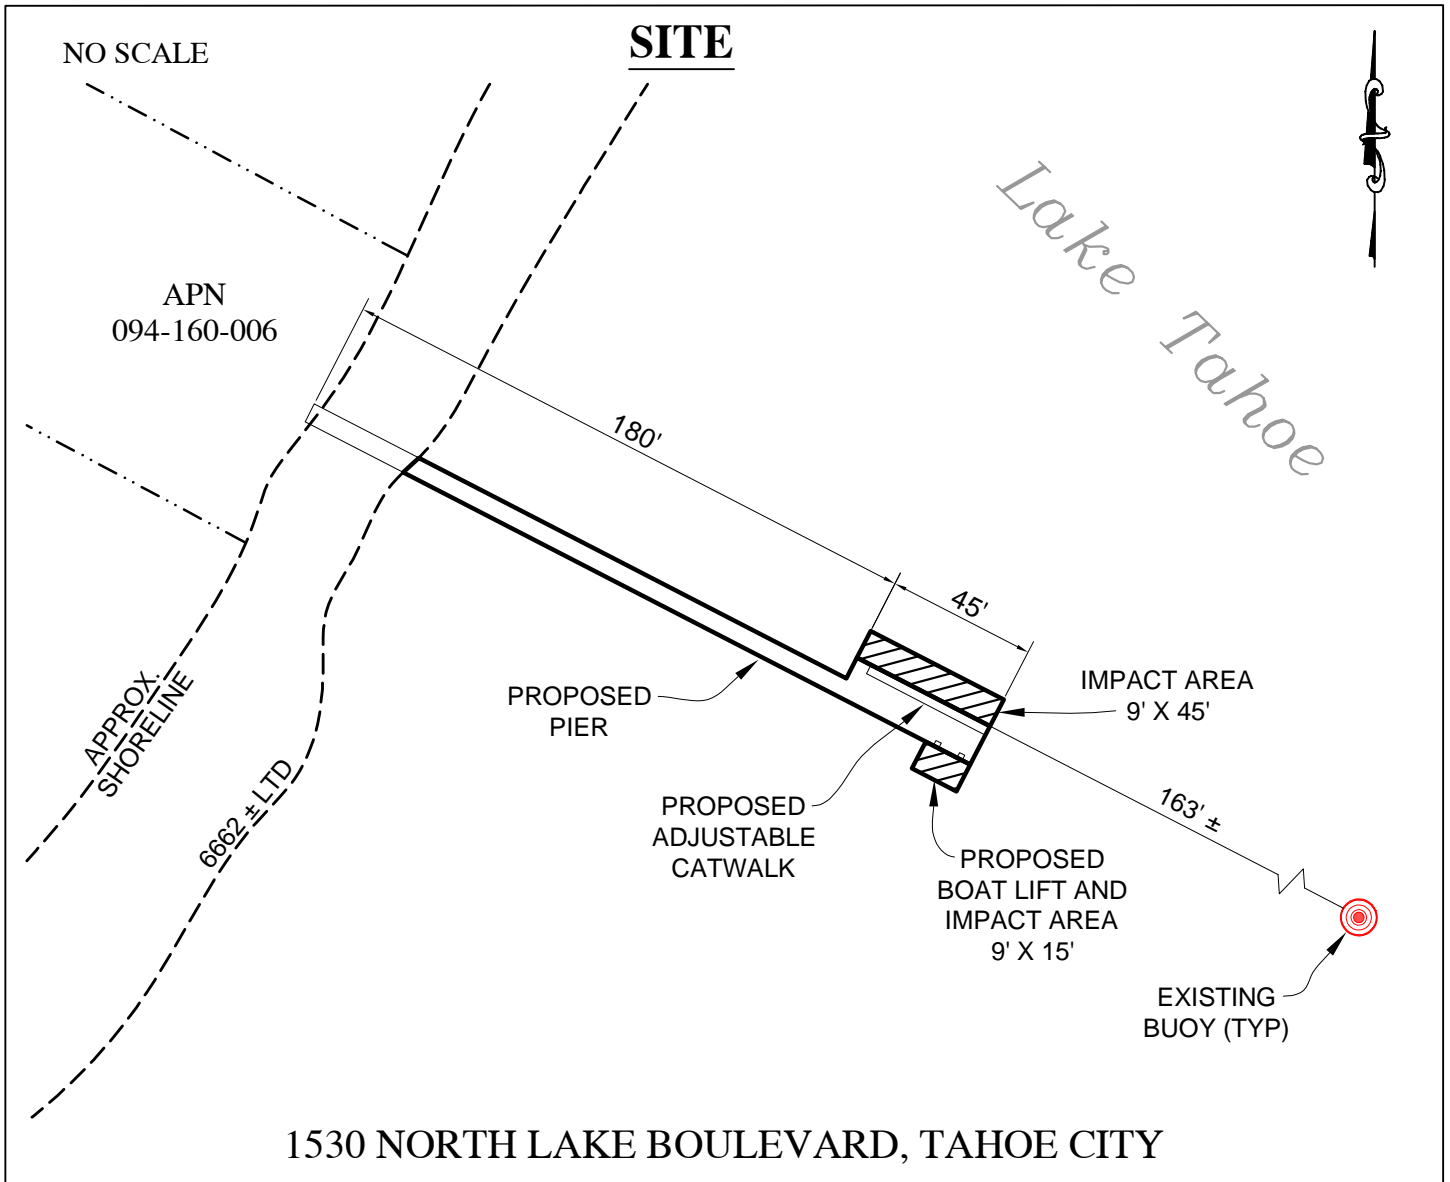 NO SCALE
SITE
Lake Tahoe
APN
094-160-006
180'
45'
IMPACT AREA
9' X 45'
PROPOSED
PIER
APPROX.
SHORELINE
6662 ± LTD
PROPOSED
ADJUSTABLE
CATWALK
163' ±
PROPOSED
BOAT LIFT AND
IMPACT AREA
9' X 15'
EXISTING
BUOY (TYP)
1530 NORTH LAKE BOULEVARD, TAHOE CITY